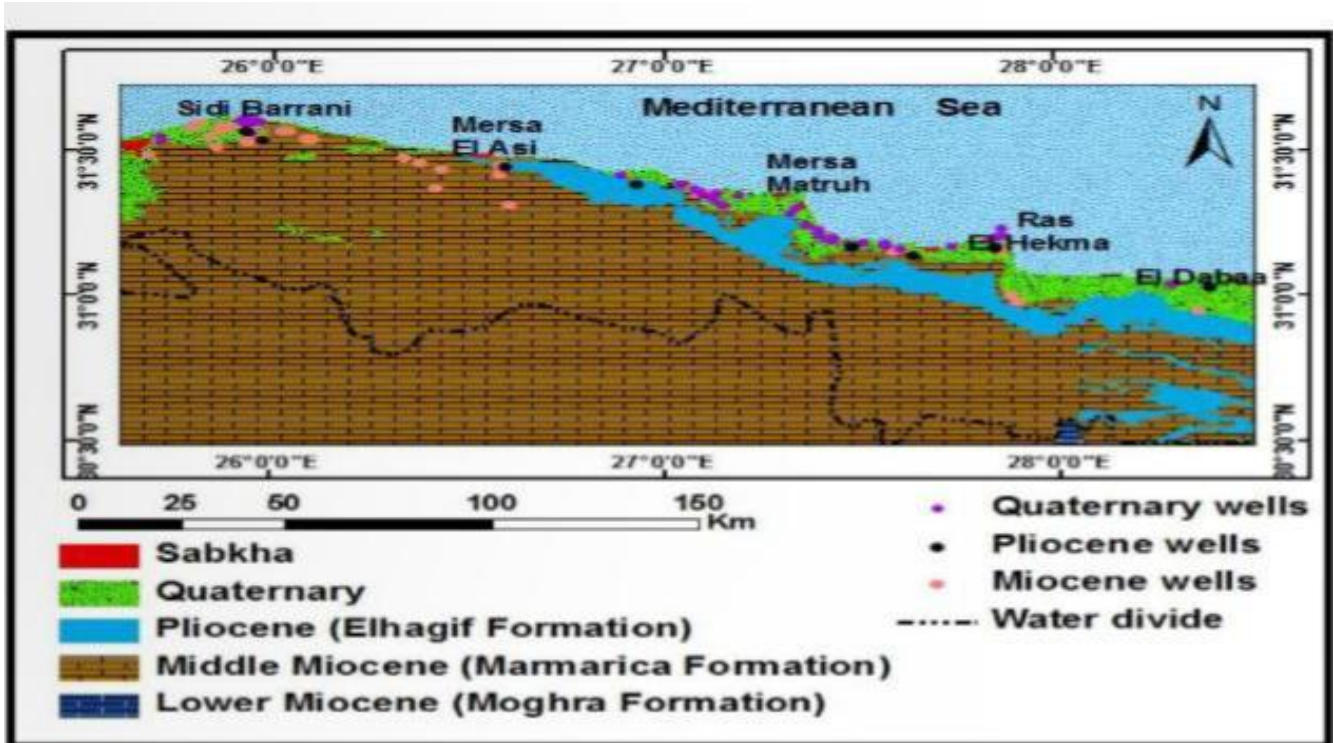 26°0'0"E 27°0'0"E 28°0'0"E
Sidi Barrani
Mediterranean Sea
N
Mersa
El Asi
31°30'0"N
31°30'0"N
Mersa
Matruh
Ras
El Hekma
El Dabaa
31°0'0"N
31°0'0"N
30°30'0"N
30°30'0"N
26°0'0"E 27°0'0"E 28°0'0"E
0 25 50 100 150
Km
Sabkha
Quaternary
Pliocene (Elhagif Formation)
Middle Miocene (Marmarica Formation)
Lower Miocene (Moghra Formation)
Quaternary wells
Pliocene wells
Miocene wells
Water divide